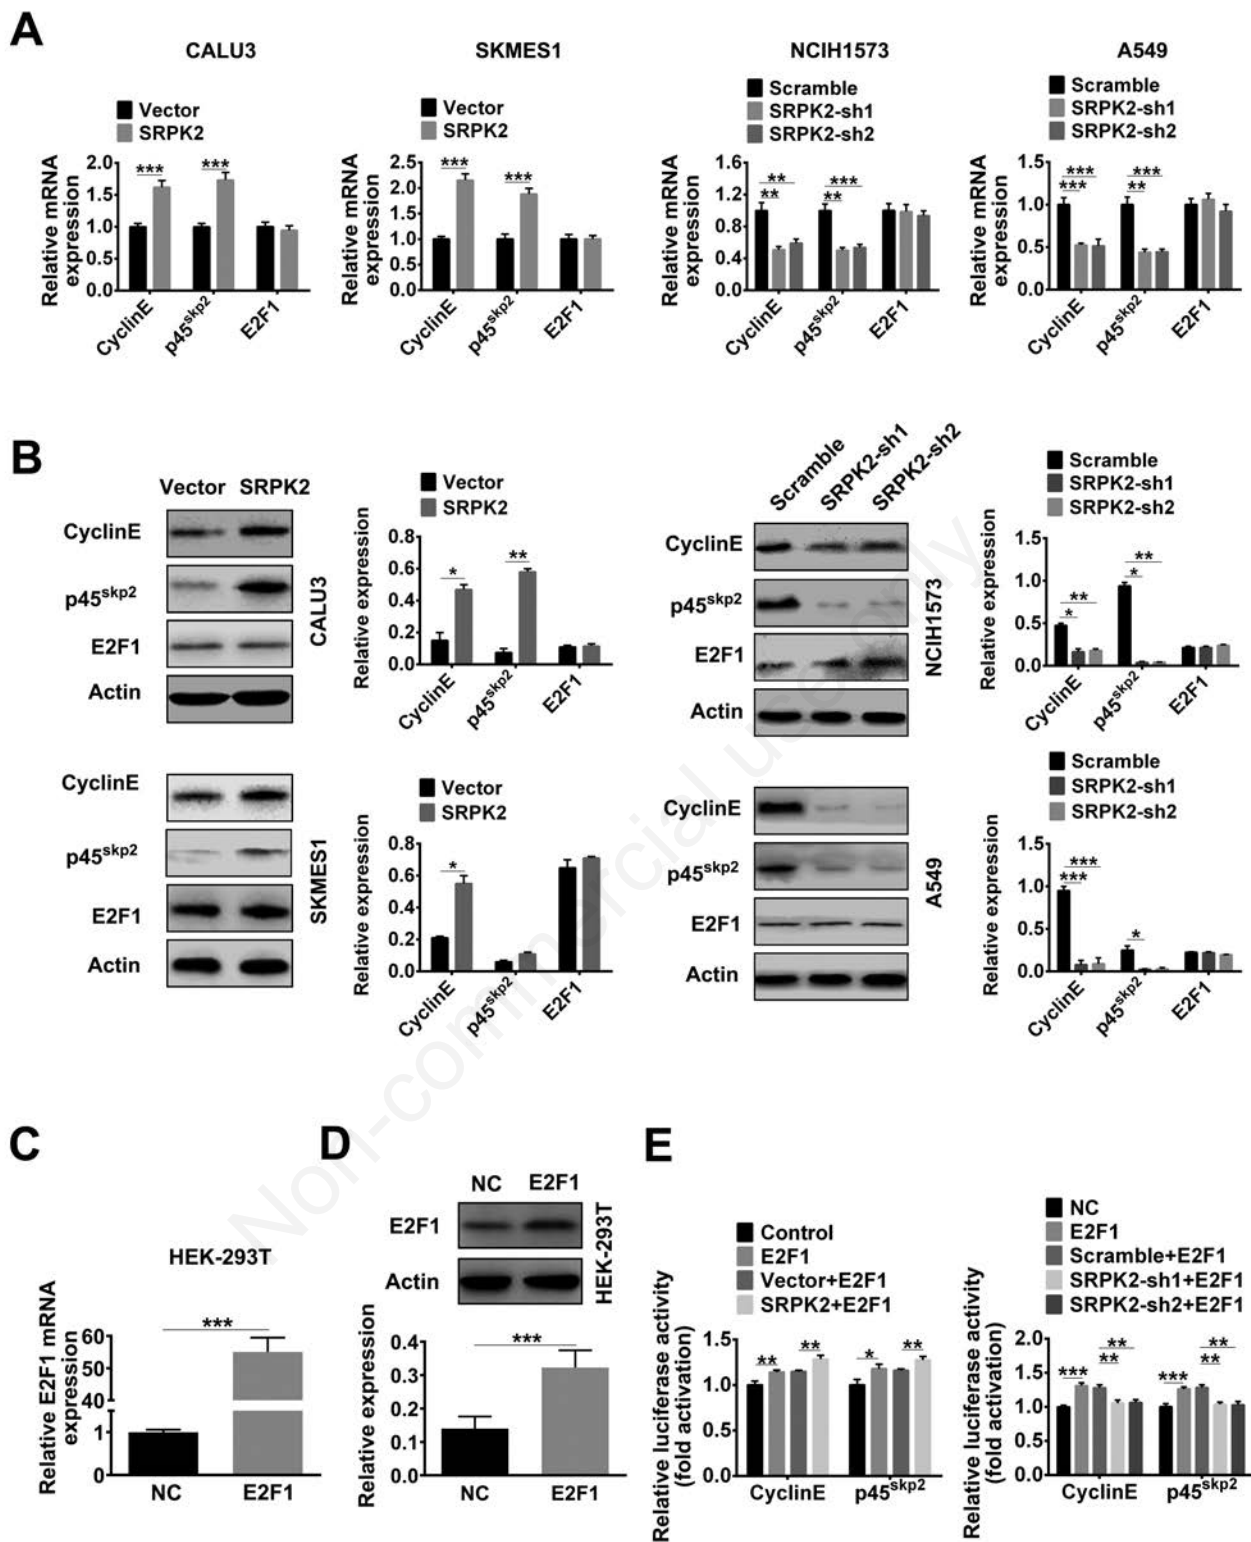 A
CALU3
Vector
SRPK2
Relative mRNA
expression
2.0
1.5
1.0
0.5
0.0
***
***
CyclinE
p45skp2
E2F1
SKMES1
Vector
SRPK2
Relative mRNA
expression
2.5
2.0
1.5
1.0
0.5
0.0
***
***
CyclinE
p45skp2
E2F1
NCIH1573
Scramble
SRPK2-sh1
SRPK2-sh2
Relative mRNA
expression
1.6
1.2
0.8
0.4
0.0
**
**
***
**
CyclinE
p45skp2
E2F1
A549
Scramble
SRPK2-sh1
SRPK2-sh2
Relative mRNA
expression
1.5
1.0
0.5
0.0
***
***
***
**
CyclinE
p45skp2
E2F1
B
Vector SRPK2
CyclinE
p45skp2
E2F1
Actin
CALU3
Vector
SRPK2
Relative expression
0.8
0.6
0.4
0.2
0.0
*
**
CyclinE
p45skp2
E2F1
Scramble
SRPK2-sh1
SRPK2-sh2
CyclinE
p45skp2
E2F1
Actin
NCIH1573
Scramble
SRPK2-sh1
SRPK2-sh2
Relative expression
1.5
1.0
0.5
0.0
**
*
**
*
CyclinE
p45skp2
E2F1
CyclinE
p45skp2
E2F1
Actin
SKMES1
Vector
SRPK2
Relative expression
0.8
0.6
0.4
0.2
0.0
*
CyclinE
p45skp2
E2F1
CyclinE
p45skp2
E2F1
Actin
A549
Scramble
SRPK2-sh1
SRPK2-sh2
Relative expression
1.5
1.0
0.5
0.0
***
***
*
CyclinE
p45skp2
E2F1
Non-commercial use only
C
HEK-293T
Relative E2F1 mRNA
expression
60
50
40
1
0
***
NC
E2F1
D
NC E2F1
E2F1
Actin
HEK-293T
Relative expression
0.4
0.3
0.2
0.1
0.0
***
NC
E2F1
E
Control
E2F1
Vector+E2F1
SRPK2+E2F1
Relative luciferase activity
(fold activation)
1.5
1.0
0.5
0.0
**
**
*
**
CyclinE
p45skp2
NC
E2F1
Scramble+E2F1
SRPK2-sh1+E2F1
SRPK2-sh2+E2F1
Relative luciferase activity
(fold activation)
2.0
1.5
1.0
0.5
0.0
***
**
**
***
**
**
CyclinE
p45skp2